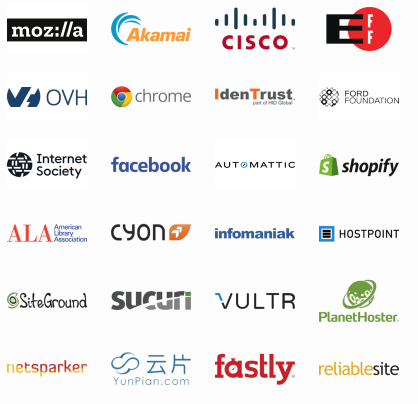 moz://a
Akamai
CISCO
EFF
OVH
chrome
IdenTrust
part of HID Global
FORD
FOUNDATION
Internet
Society
facebook
AUTOMATTIC
shopify
ALA American
Library
Association
CYON
infomaniak
HOSTPOINT
SiteGround
sucuri
VULTR
PlanetHoster
netsparker
云片
YunPian.com
fastly
reliablesite